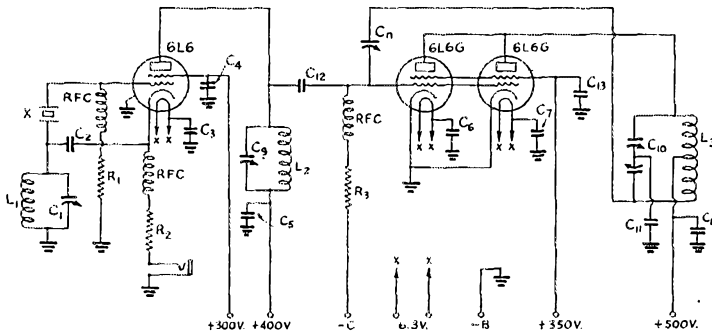 6L6
C4
Cn
6L6G
6L6G
C12
C13
RFC
X
C2
C3
RFC
C9
L2
RFC
C6
C7
C10
L1
C1
R1
RFC
R3
R2
C5
C11
X X
X X
X X
X X
+300V.
+400V.
-C
6.3V.
-B
+350V.
+500V.